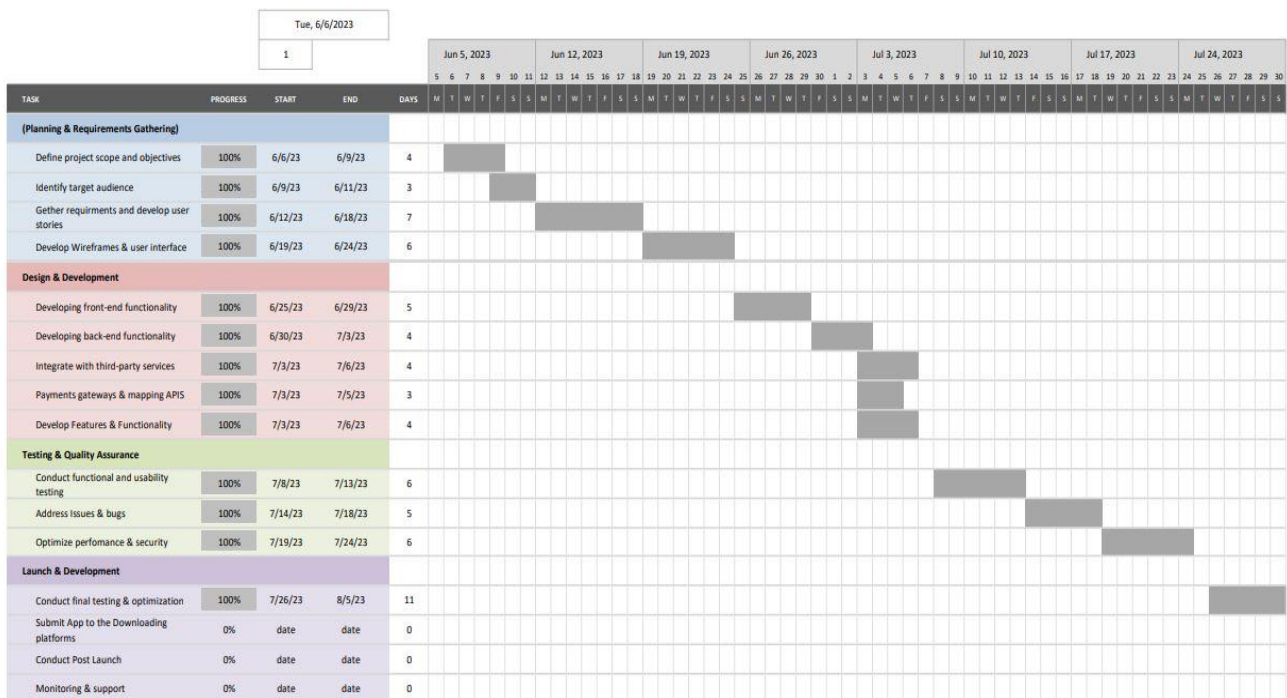 Tue, 6/6/2023
1
Jun 5, 2023 Jun 12, 2023 Jun 19, 2023 Jun 26, 2023 Jul 3, 2023 Jul 10, 2023 Jul 17, 2023 Jul 24, 2023
5 6 7 8 9 10 11 12 13 14 15 16 17 18 19 20 21 22 23 24 25 26 27 28 29 30 1 2 3 4 5 6 7 8 9 10 11 12 13 14 15 16 17 18 19 20 21 22 23 24 25 26 27 28 29 30
TASK PROGRESS START END DAYS M T W T F S S M T W T F S S M T W T F S S M T W T F S S M T W T F S S M T W T F S S M T W T F S S M T W T F S S
(Planning & Requirements Gathering)
Define project scope and objectives 100% 6/6/23 6/9/23 4
Identify target audience 100% 6/9/23 6/11/23 3
Gether requirments and develop user
stories 100% 6/12/23 6/18/23 7
Develop Wireframes & user interface 100% 6/19/23 6/24/23 6
Design & Development
Developing front-end functionality 100% 6/25/23 6/29/23 5
Developing back-end functionality 100% 6/30/23 7/3/23 4
Integrate with third-party services 100% 7/3/23 7/6/23 4
Payments gateways & mapping APIS 100% 7/3/23 7/5/23 3
Develop Features & Functionality 100% 7/3/23 7/6/23 4
Testing & Quality Assurance
Conduct functional and usability
testing 100% 7/8/23 7/13/23 6
Address Issues & bugs 100% 7/14/23 7/18/23 5
Optimize perfomance & security 100% 7/19/23 7/24/23 6
Launch & Development
Conduct final testing & optimization 100% 7/26/23 8/5/23 11
Submit App to the Downloading
platforms 0% date date 0
Conduct Post Launch 0% date date 0
Monitoring & support 0% date date 0